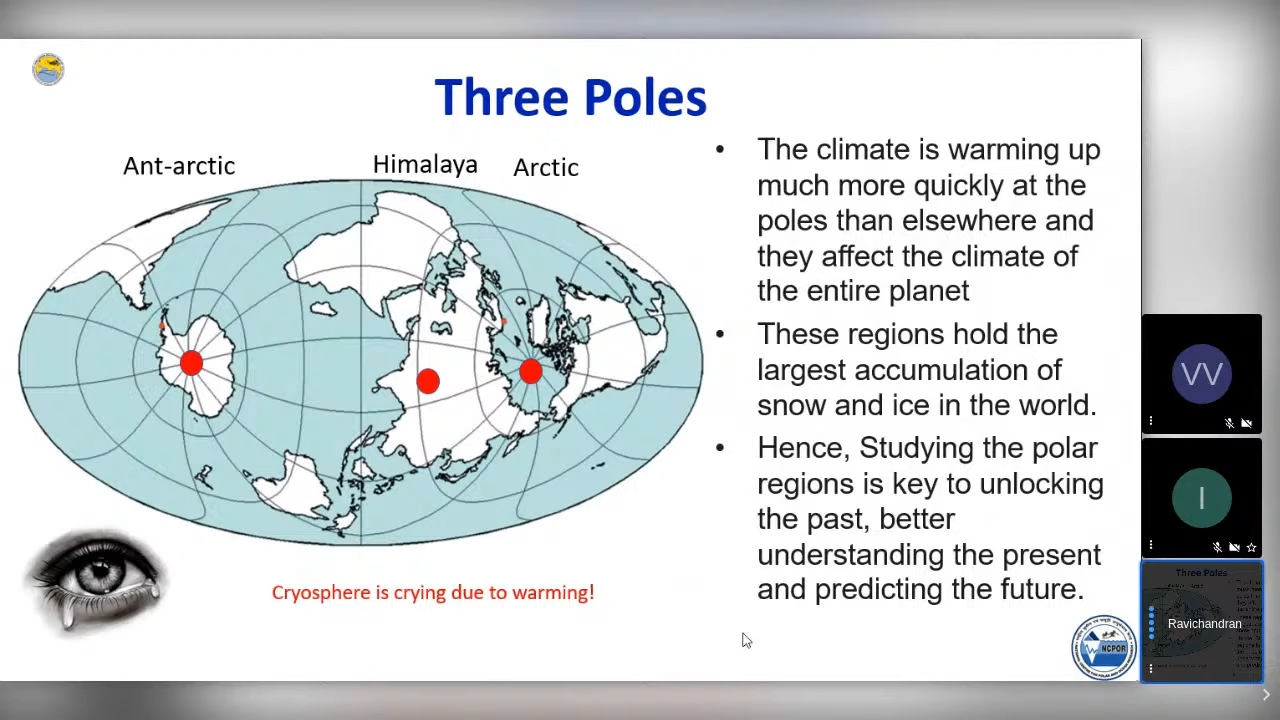 Three Poles
Ant-arctic
Himalaya
Arctic
• The climate is warming up
much more quickly at the
poles than elsewhere and
they affect the climate of
the entire planet
• These regions hold the
largest accumulation of
snow and ice in the world.
• Hence, Studying the polar
regions is key to unlocking
the past, better
understanding the present
and predicting the future.
Cryosphere is crying due to warming!
NCPOR
VV
I
Three Poles
Ravichandran